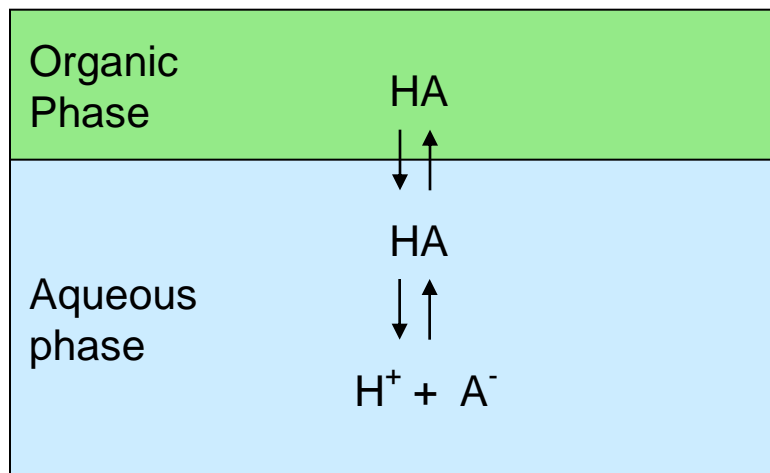 Organic
Phase
HA
HA
Aqueous
phase
H⁺ + A⁻